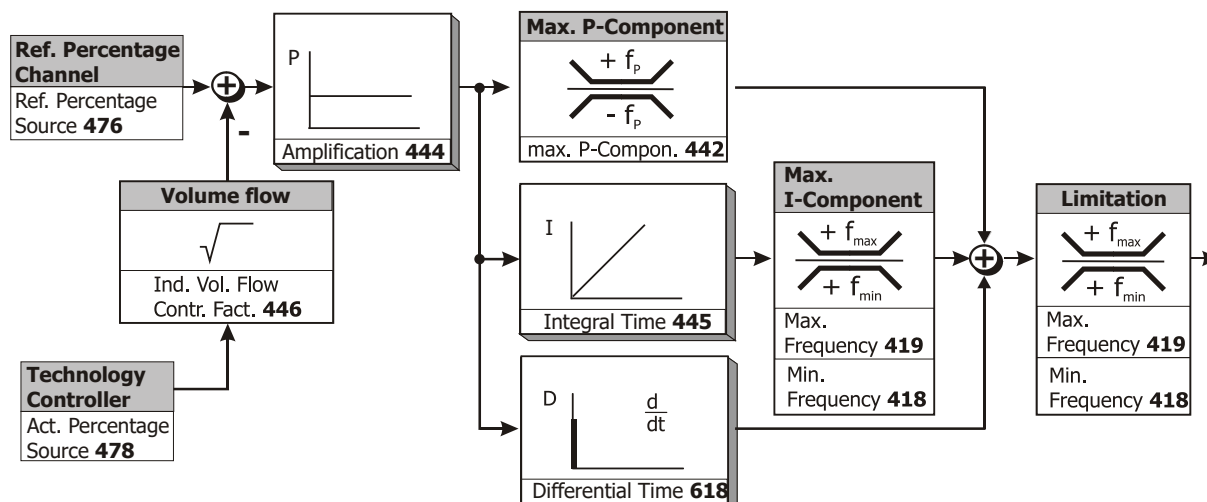 Ref. Percentage
Channel
Ref. Percentage
Source 476
-
Volume flow
√
Ind. Vol. Flow
Contr. Fact. 446
Technology
Controller
Act. Percentage
Source 478
P
Amplification 444
Max. P-Component
+ fP
- fP
max. P-Compon. 442
I
Integral Time 445
D
d
dt
Differential Time 618
Max.
I-Component
+ fmax
+ fmin
Max.
Frequency 419
Min.
Frequency 418
+
Limitation
+ fmax
+ fmin
Max.
Frequency 419
Min.
Frequency 418